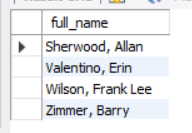 full_name
Sherwood, Allan
Valentino, Erin
Wilson, Frank Lee
Zimmer, Barry